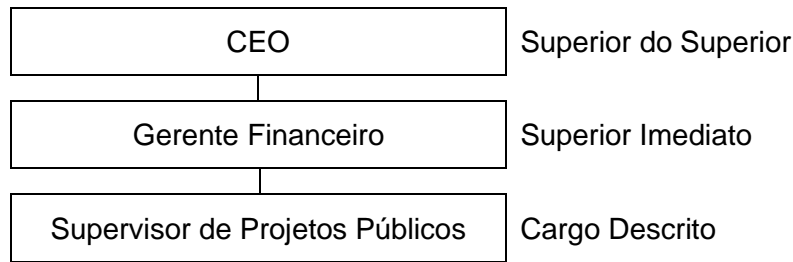 CEO Superior do Superior
Gerente Financeiro Superior Imediato
Supervisor de Projetos Públicos Cargo Descrito